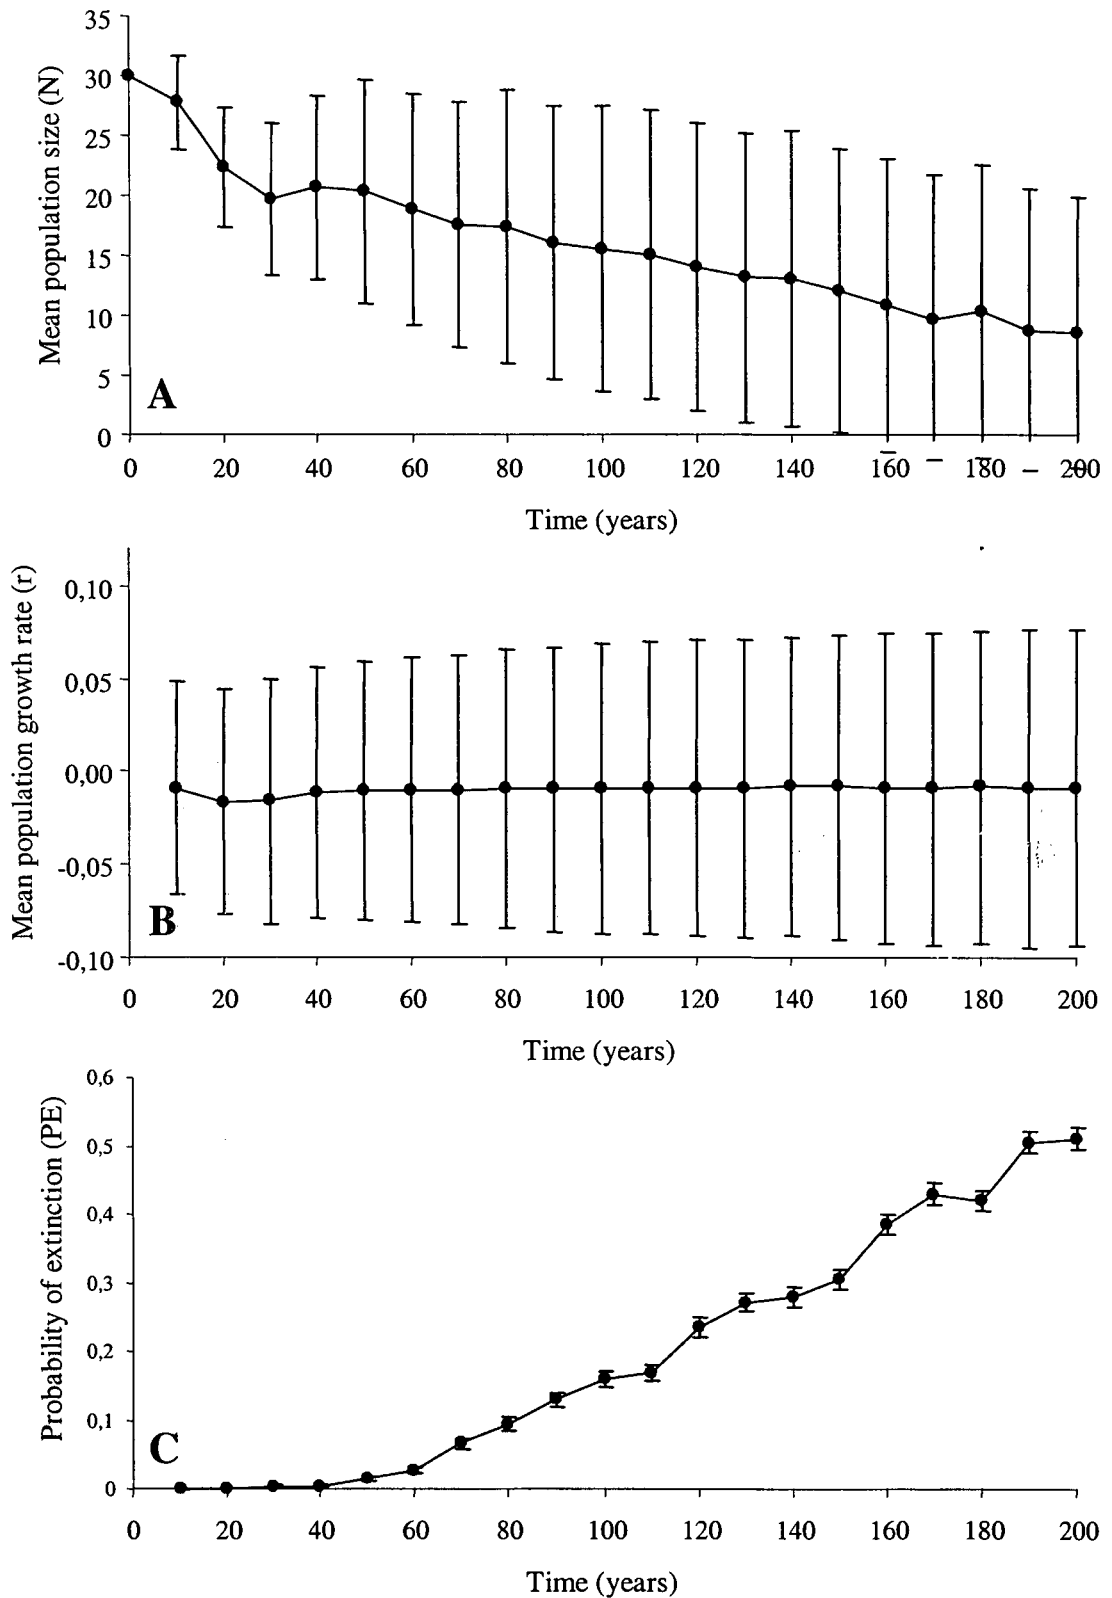 Mean population size (N)
35
30
25
20
15
10
5
0
A
0 20 40 60 80 100 120 140 160 180 200
Time (years)
Mean population growth rate (r)
0,10
0,05
0,00
-0,05
-0,10
B
0 20 40 60 80 100 120 140 160 180 200
Time (years)
Probability of extinction (PE)
0,6
0,5
0,4
0,3
0,2
0,1
0
C
0 20 40 60 80 100 120 140 160 180 200
Time (years)